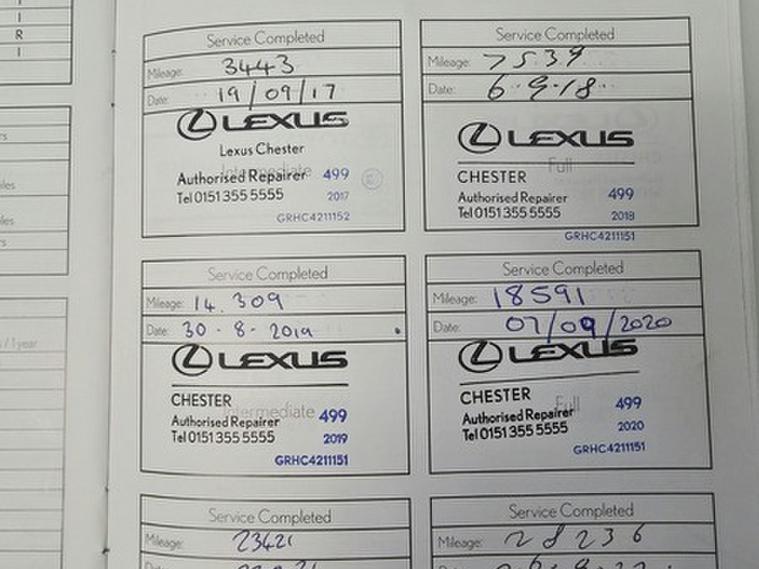 R
Service Completed
Mileage: 3443
Date: 19/09/17
LEXUS
Lexus Chester
Intermediate
Authorised Repairer 499
Tel 0151 355 5555 2017
GRHC4211152
Service Completed
Mileage: 7539
Date: 6.9.18
LEXUS
Full
CHESTER
Authorised Repairer 499
Tel 0151 355 5555 2018
GRHC4211151
Service Completed
Mileage: 14.309
Date: 30-8-2019
LEXUS
CHESTER
Intermediate
Authorised Repairer 499
Tel 0151 355 5555 2019
GRHC4211151
Service Completed
Mileage: 18591
Date: 07/09/2020
LEXUS
CHESTER
Full
Authorised Repairer 499
Tel 0151 355 5555 2020
GRHC4211151
Service Completed
Mileage: 23421
Service Completed
Mileage: 28236
/ 1 year